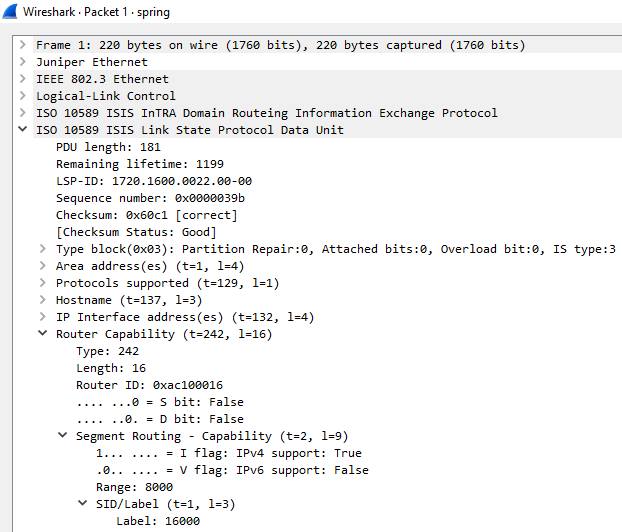 Wireshark · Packet 1 · spring
Frame 1: 220 bytes on wire (1760 bits), 220 bytes captured (1760 bits)
Juniper Ethernet
IEEE 802.3 Ethernet
Logical-Link Control
ISO 10589 ISIS InTRA Domain Routeing Information Exchange Protocol
ISO 10589 ISIS Link State Protocol Data Unit
PDU length: 181
Remaining lifetime: 1199
LSP-ID: 1720.1600.0022.00-00
Sequence number: 0x0000039b
Checksum: 0x60c1 [correct]
[Checksum Status: Good]
Type block(0x03): Partition Repair:0, Attached bits:0, Overload bit:0, IS type:3
Area address(es) (t=1, l=4)
Protocols supported (t=129, l=1)
Hostname (t=137, l=3)
IP Interface address(es) (t=132, l=4)
Router Capability (t=242, l=16)
Type: 242
Length: 16
Router ID: 0xac100016
.... ...0 = S bit: False
.... ..0. = D bit: False
Segment Routing - Capability (t=2, l=9)
1... .... = I flag: IPv4 support: True
.0.. .... = V flag: IPv6 support: False
Range: 8000
SID/Label (t=1, l=3)
Label: 16000